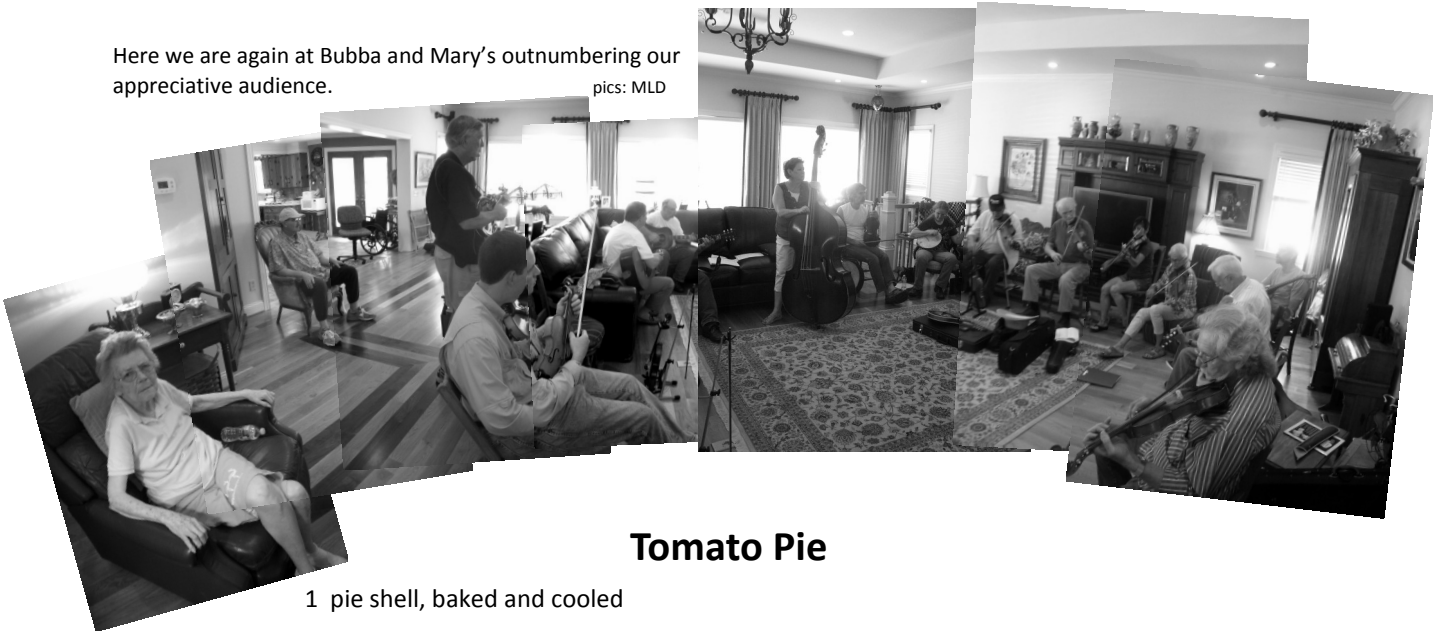 Here we are again at Bubba and Mary's outnumbering our
appreciative audience.
pics: MLD
Tomato Pie
1 pie shell, baked and cooled